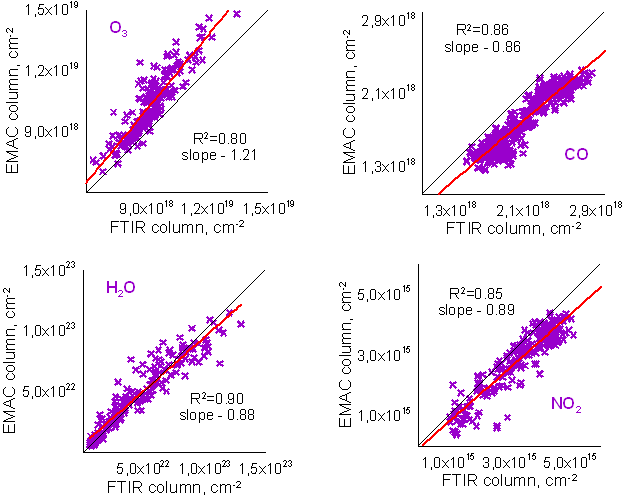 1,5x10¹⁹
O₃
1,2x10¹⁹
9,0x10¹⁸
EMAC column, cm⁻²
R²=0.80
slope - 1.21
9,0x10¹⁸ 1,2x10¹⁹ 1,5x10¹⁹
FTIR column, cm⁻²
2,9x10¹⁸
R²=0.86
slope - 0.86
2,1x10¹⁸
1,3x10¹⁸
EMAC column, cm⁻²
CO
1,3x10¹⁸ 2,1x10¹⁸ 2,9x10¹⁸
FTIR column, cm⁻²
1,5x10²³
H₂O
1,0x10²³
5,0x10²²
EMAC column, cm⁻²
R²=0.90
slope - 0.88
5,0x10²² 1,0x10²³ 1,5x10²³
FTIR column, cm⁻²
5,0x10¹⁵
R²=0.85
slope - 0.89
3,0x10¹⁵
1,0x10¹⁵
EMAC column, cm⁻²
NO₂
1,0x10¹⁵ 3,0x10¹⁵ 5,0x10¹⁵
FTIR column, cm⁻²